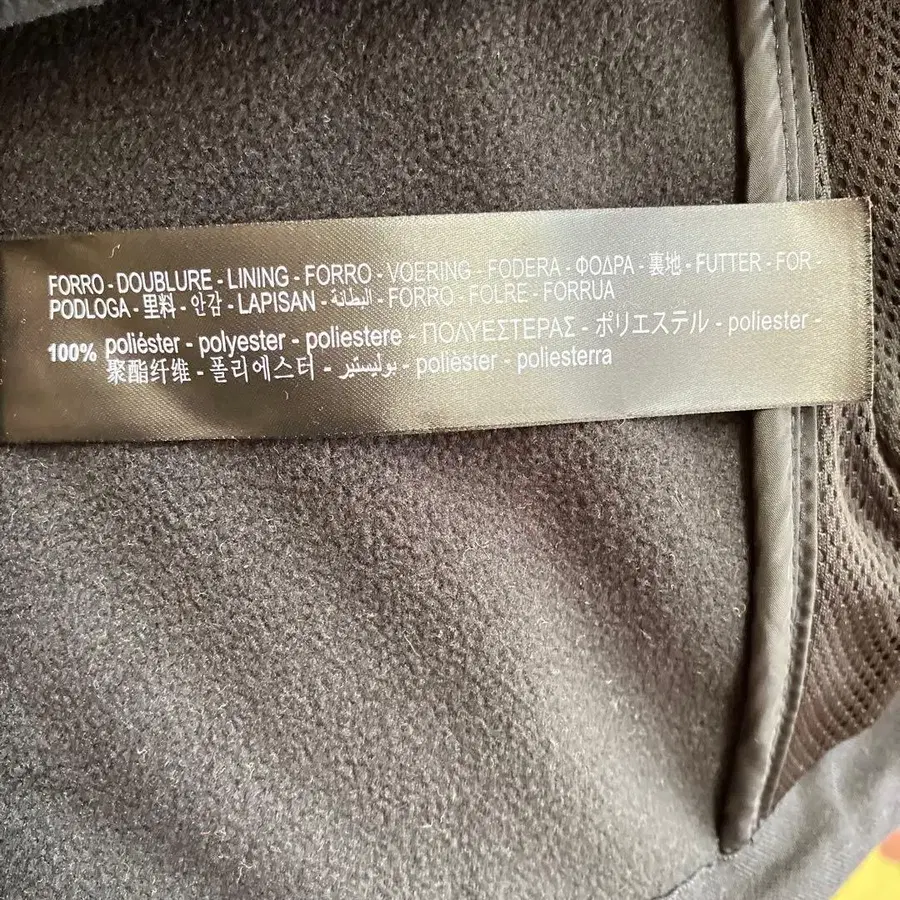 FORRO - DOUBLURE - LINING - FORRO - VOERING - FODERA - ΦΟΔΡΑ - 裏地 - FUTTER - FOR -
PODLOGA - 里料 - 안감 - LAPISAN - البطانة - FORRO - FOLRE - FORRUA
100% poliéster - polyester - poliestere - ΠΟΛΥΕΣΤΕΡΑΣ - ポリエステル - poliester -
聚酯纤维 - 폴리에스터 - بوليستير - poliéster - poliesterra